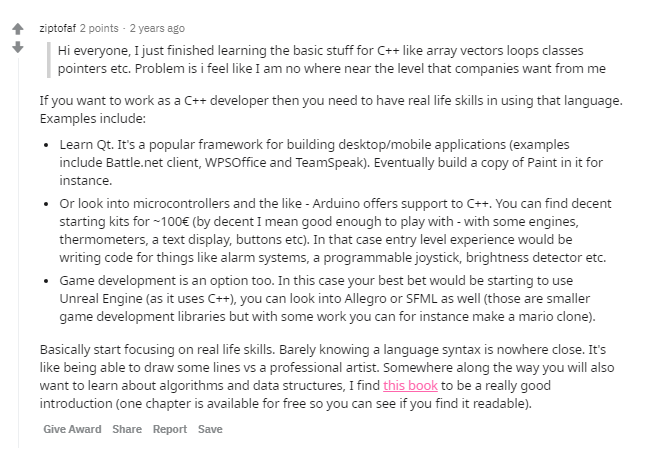 ziptofaf 2 points · 2 years ago
Hi everyone, I just finished learning the basic stuff for C++ like array vectors loops classes
pointers etc. Problem is i feel like I am no where near the level that companies want from me
If you want to work as a C++ developer then you need to have real life skills in using that language.
Examples include:
• Learn Qt. It's a popular framework for building desktop/mobile applications (examples
include Battle.net client, WPSOffice and TeamSpeak). Eventually build a copy of Paint in it for
instance.
• Or look into microcontrollers and the like - Arduino offers support to C++. You can find decent
starting kits for ~100€ (by decent I mean good enough to play with - with some engines,
thermometers, a text display, buttons etc). In that case entry level experience would be
writing code for things like alarm systems, a programmable joystick, brightness detector etc.
• Game development is an option too. In this case your best bet would be starting to use
Unreal Engine (as it uses C++), you can look into Allegro or SFML as well (those are smaller
game development libraries but with some work you can for instance make a mario clone).
Basically start focusing on real life skills. Barely knowing a language syntax is nowhere close. It's
like being able to draw some lines vs a professional artist. Somewhere along the way you will also
want to learn about algorithms and data structures, I find this book to be a really good
introduction (one chapter is available for free so you can see if you find it readable).
Give Award Share Report Save